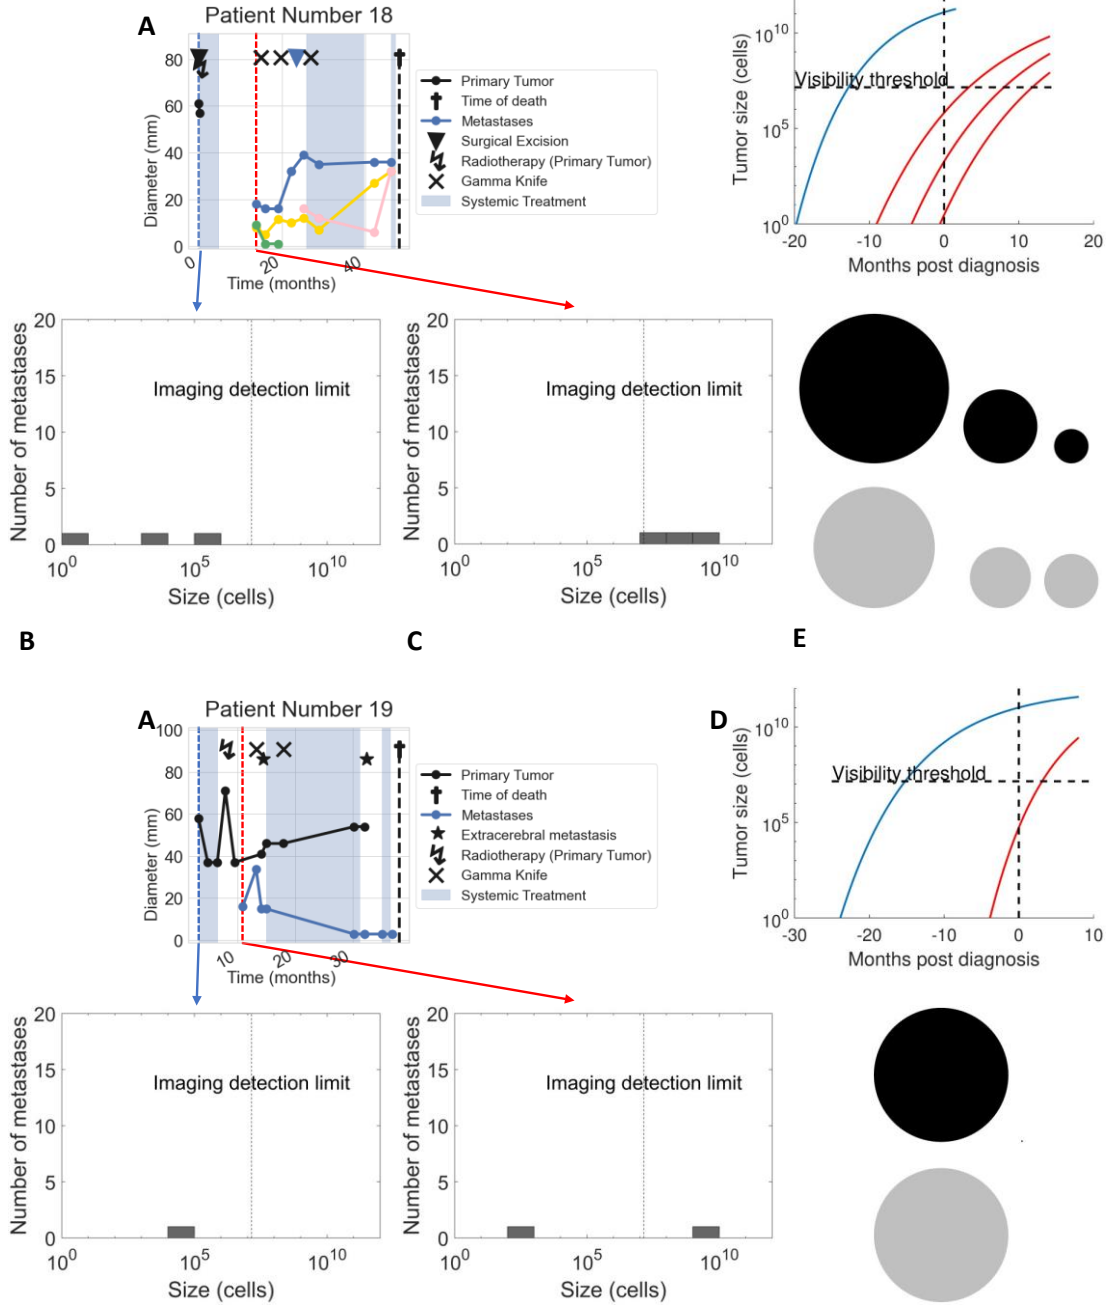 A
Patient Number 18
Diameter (mm)
80
60
40
20
0
0
20
40
Time (months)
Primary Tumor
Time of death
Metastases
Surgical Excision
Radiotherapy (Primary Tumor)
Gamma Knife
Systemic Treatment
Tumor size (cells)
10^10
10^5
10^0
Visibility threshold
-20
-10
0
10
20
Months post diagnosis
Number of metastases
20
15
10
5
0
Imaging detection limit
10^0
10^5
10^10
Size (cells)
Number of metastases
20
15
10
5
0
Imaging detection limit
10^0
10^5
10^10
Size (cells)
B
C
E
A
Patient Number 19
Diameter (mm)
100
80
60
40
20
0
10
20
30
Time (months)
Primary Tumor
Time of death
Metastases
Extracerebral metastasis
Radiotherapy (Primary Tumor)
Gamma Knife
Systemic Treatment
D
Tumor size (cells)
10^10
10^5
10^0
Visibility threshold
-30
-20
-10
0
10
Months post diagnosis
Number of metastases
20
15
10
5
0
Imaging detection limit
10^0
10^5
10^10
Size (cells)
Number of metastases
20
15
10
5
0
Imaging detection limit
10^0
10^5
10^10
Size (cells)